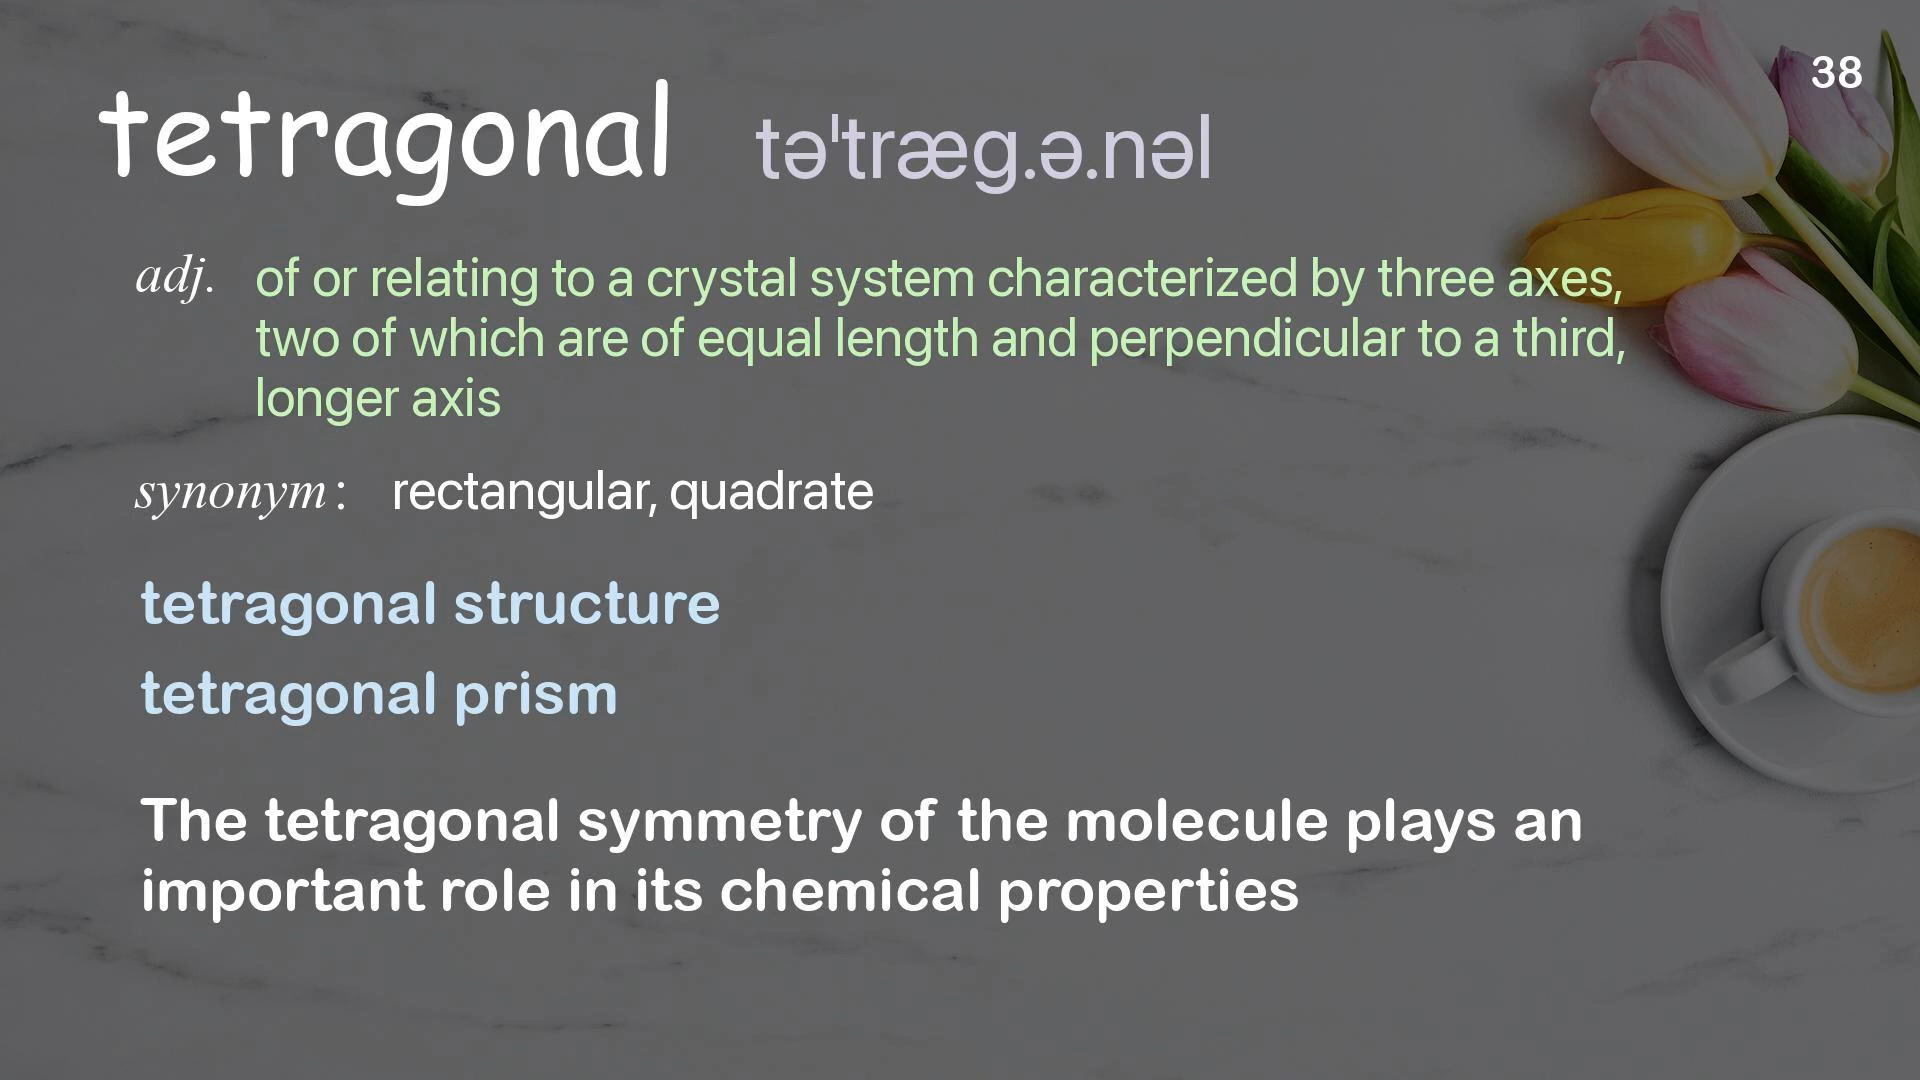 38
tetragonal təˈtræg.ə.nəl
adj. of or relating to a crystal system characterized by three axes,
two of which are of equal length and perpendicular to a third,
longer axis
synonym: rectangular, quadrate
tetragonal structure
tetragonal prism
The tetragonal symmetry of the molecule plays an
important role in its chemical properties